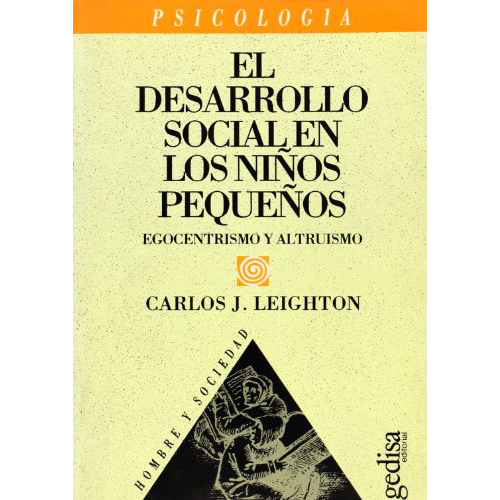 PSICOLOGIA
EL
DESARROLLO
SOCIAL EN
LOS NIÑOS
PEQUEÑOS
EGOCENTRISMO Y ALTRUISMO
CARLOS J. LEIGHTON
HOMBRE Y SOCIEDAD
gedisa
editorial